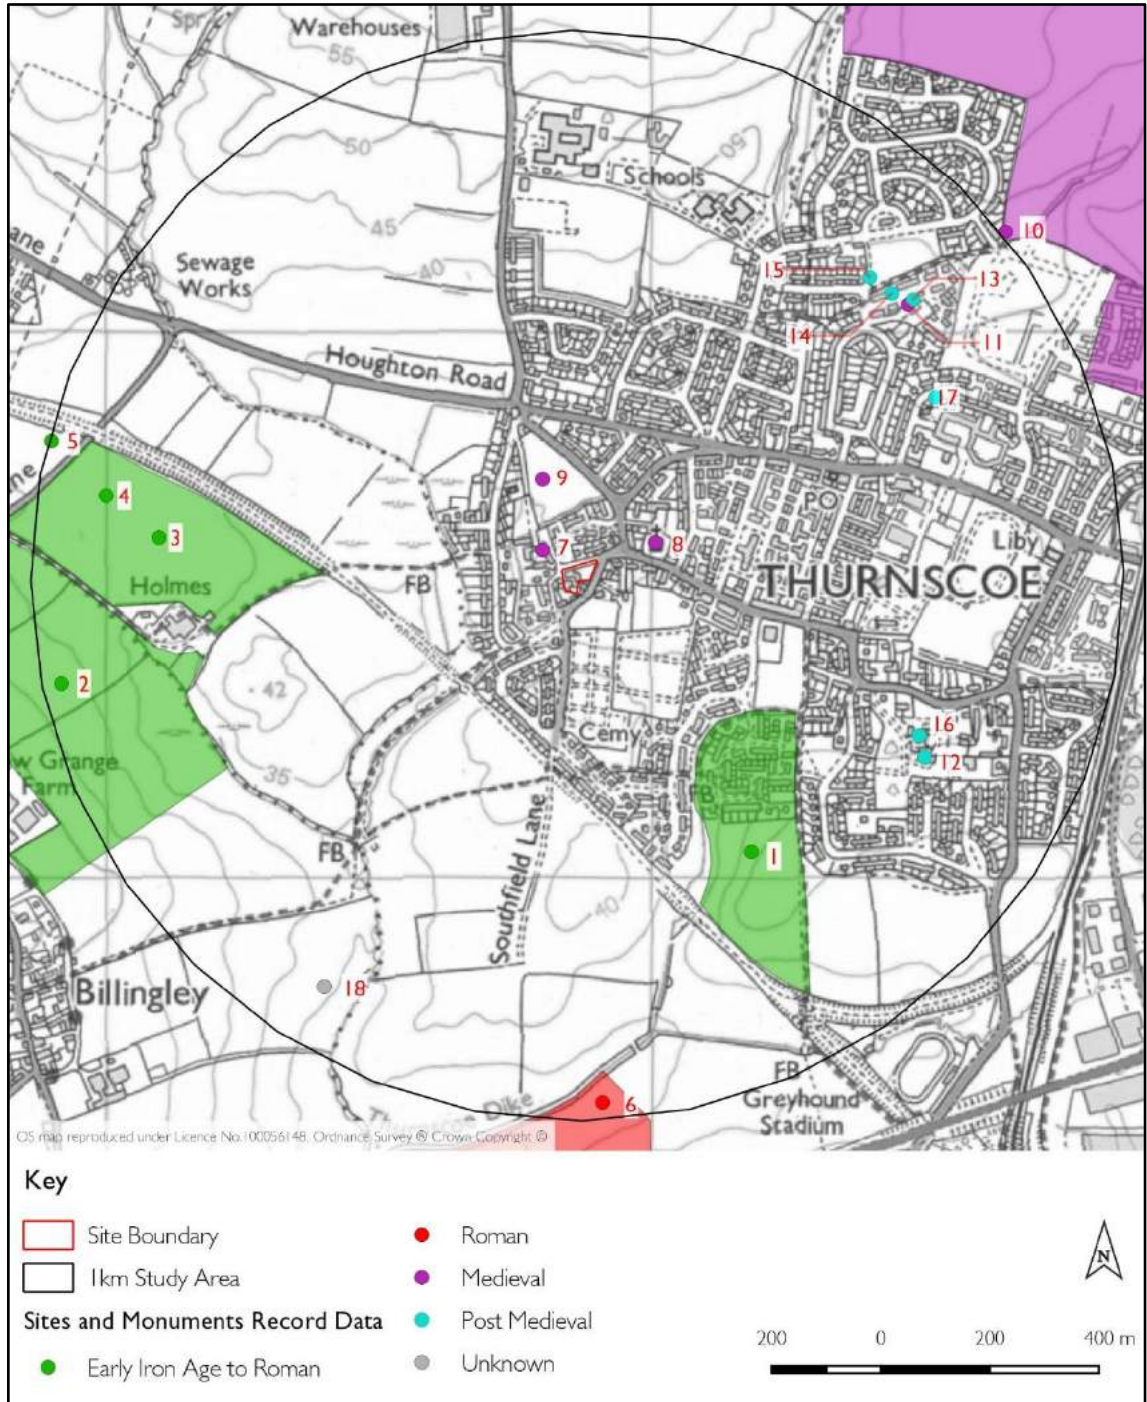 Spr
Warehouses
55
50
50
Schools
45
40
10
15
13
14
11
Sewage
Works
ane
Houghton Road
17
5
4
9
3
PO
Liby
7
8
Holmes
FB
THURNSCOE
2
42
16
Cemy
12
w Grange
Farm
35
FB
1
FB
Southfield Lane
40
Billingley
18
FB
6
Greyhound
Stadium
OS map reproduced under Licence No.100056148. Ordnance Survey ® Crown Copyright ©
Key
Site Boundary
1km Study Area
Sites and Monuments Record Data
Early Iron Age to Roman
Roman
Medieval
Post Medieval
Unknown
N
200 0 200 400 m